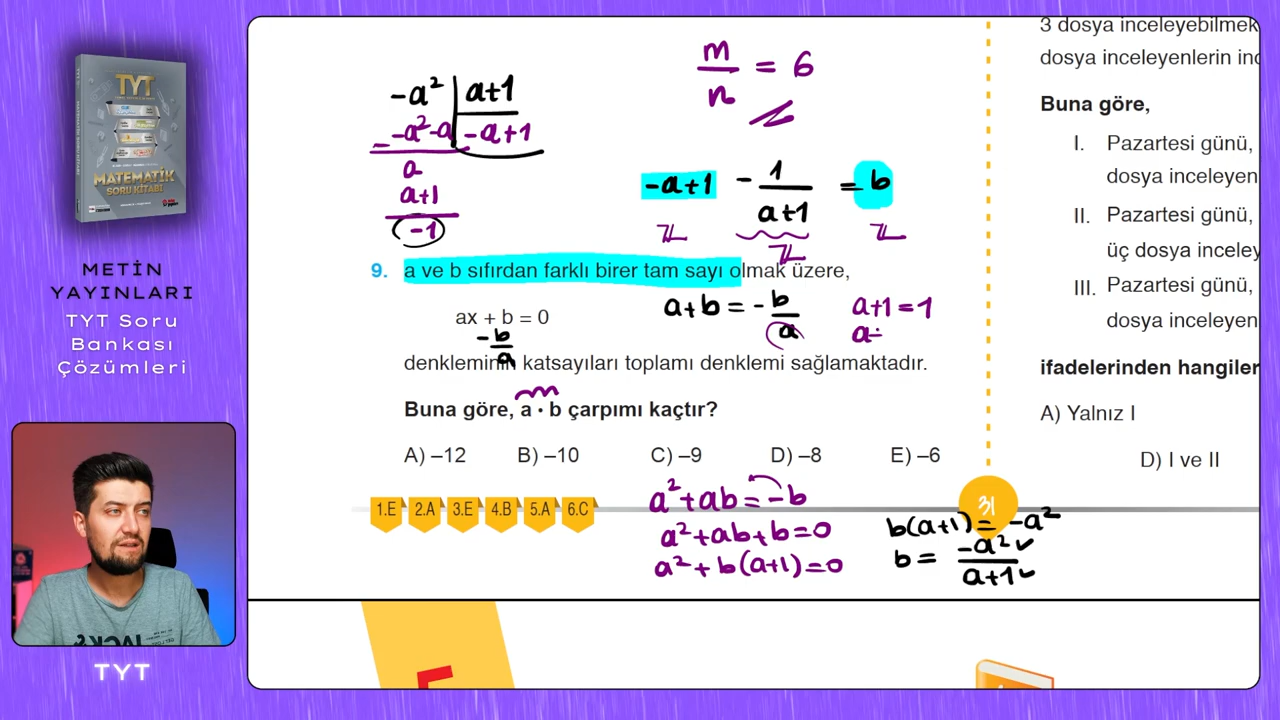 TYT
MATEMATİK
SORU KİTABI
METİN
YAYINLARI
TYT Soru
Bankası
Çözümleri
TYT
m/n = 6
-a² | a+1
-a²-a | -a+1
a
a+1
-1
-a+1 - 1/(a+1) = b
Z Z Z
9. a ve b sıfırdan farklı birer tam sayı olmak üzere,
ax + b = 0
-b/a
a+b = -b/a
a+1=1
a=
denkleminin katsayıları toplamı denklemi sağlamaktadır.
Buna göre, a · b çarpımı kaçtır?
A) –12 B) –10 C) –9 D) –8 E) –6
1.E 2.A 3.E 4.B 5.A 6.C
a²+ab=-b
a²+ab+b=0
a²+b(a+1)=0
31
b(a+1)=-a²
b = -a²/(a+1)
3 dosya inceleyebilmek
dosya inceleyenlerin in
Buna göre,
I. Pazartesi günü,
dosya inceleyen
II. Pazartesi günü,
üç dosya inceley
III. Pazartesi günü,
dosya inceleyen
ifadelerinden hangiler
A) Yalnız I
D) I ve II